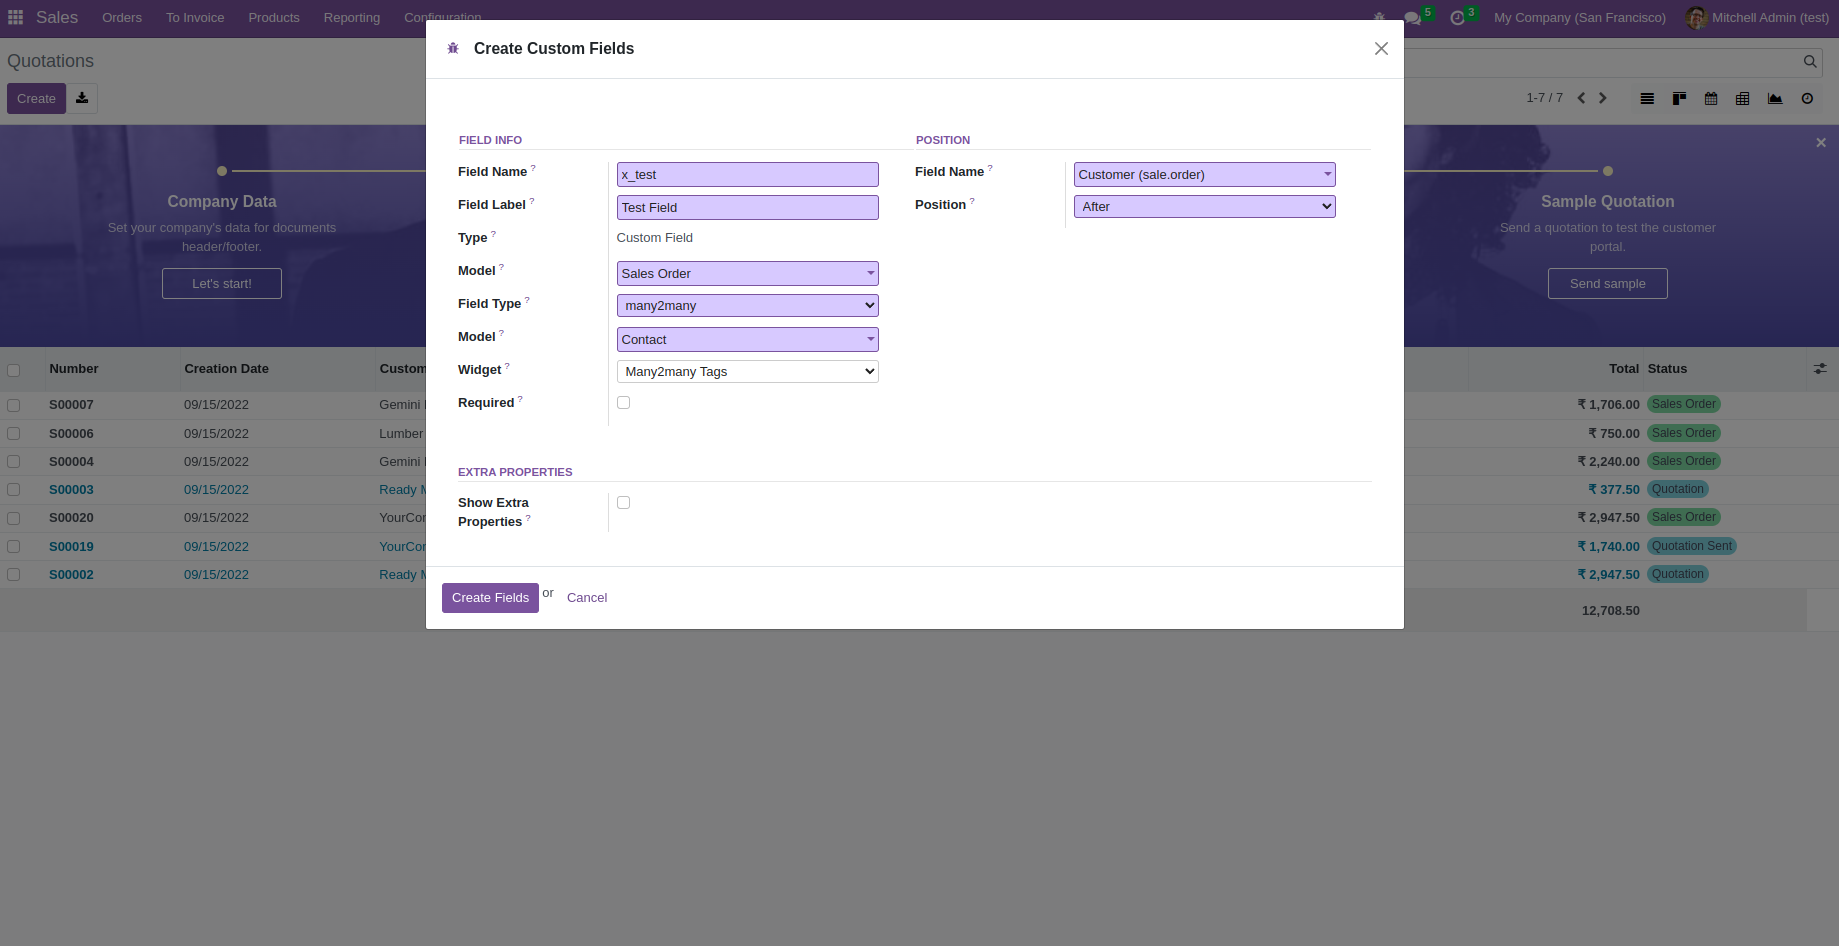 Sales Orders To Invoice Products Reporting Configuration 5 3 My Company (San Francisco) Mitchell Admin (test)
Quotations
Create
1-7 / 7
Create Custom Fields
FIELD INFO
Field Name ? x_test
Field Label ? Test Field
Type ? Custom Field
Model ? Sales Order
Field Type ? many2many
Model ? Contact
Widget ? Many2many Tags
Required ?
POSITION
Field Name ? Customer (sale.order)
Position ? After
EXTRA PROPERTIES
Show Extra
Properties ?
Create Fields or Cancel
Company Data
Set your company's data for documents
header/footer.
Let's start!
Sample Quotation
Send a quotation to test the customer
portal.
Send sample
Number Creation Date Custom Total Status
S00007 09/15/2022 Gemini ₹ 1,706.00 Sales Order
S00006 09/15/2022 Lumber ₹ 750.00 Sales Order
S00004 09/15/2022 Gemini ₹ 2,240.00 Sales Order
S00003 09/15/2022 Ready ₹ 377.50 Quotation
S00020 09/15/2022 YourCor ₹ 2,947.50 Sales Order
S00019 09/15/2022 YourCor ₹ 1,740.00 Quotation Sent
S00002 09/15/2022 Ready ₹ 2,947.50 Quotation
12,708.50